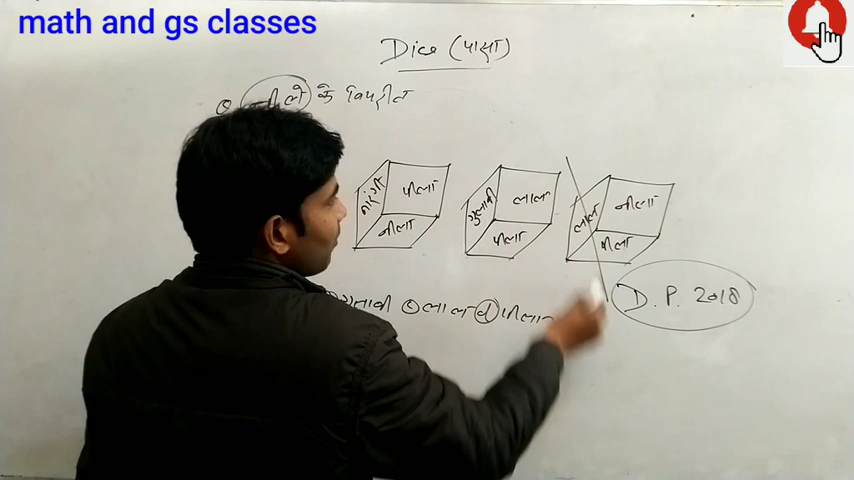 math and gs classes
Dice (पासा)
नीले के विपरीत
नारंगी पीला नीला
गुलाबी लाल पीला
लाल नीला पीला
गुलाबी लाल पीला
D. P. 2018